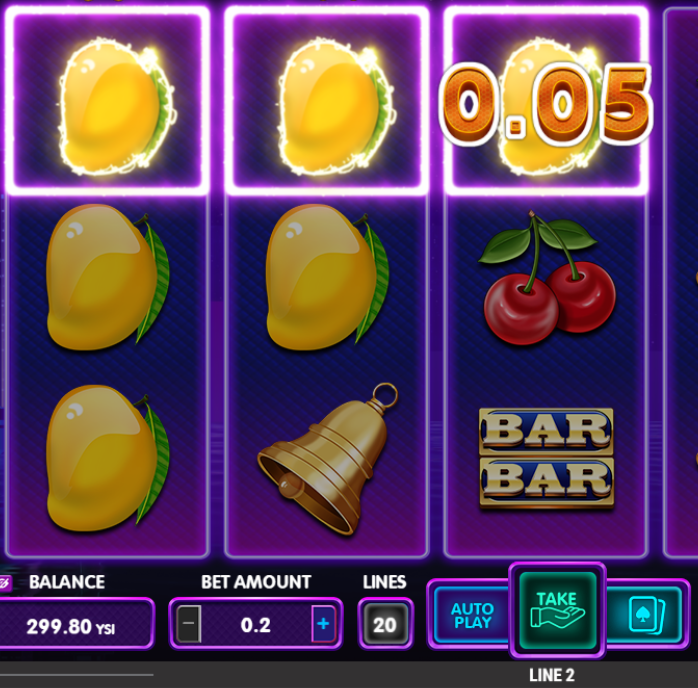 0.05
BAR
BAR
BALANCE
BET AMOUNT
LINES
299.80 YSI
−
0.2
+
20
AUTO
PLAY
TAKE
LINE 2